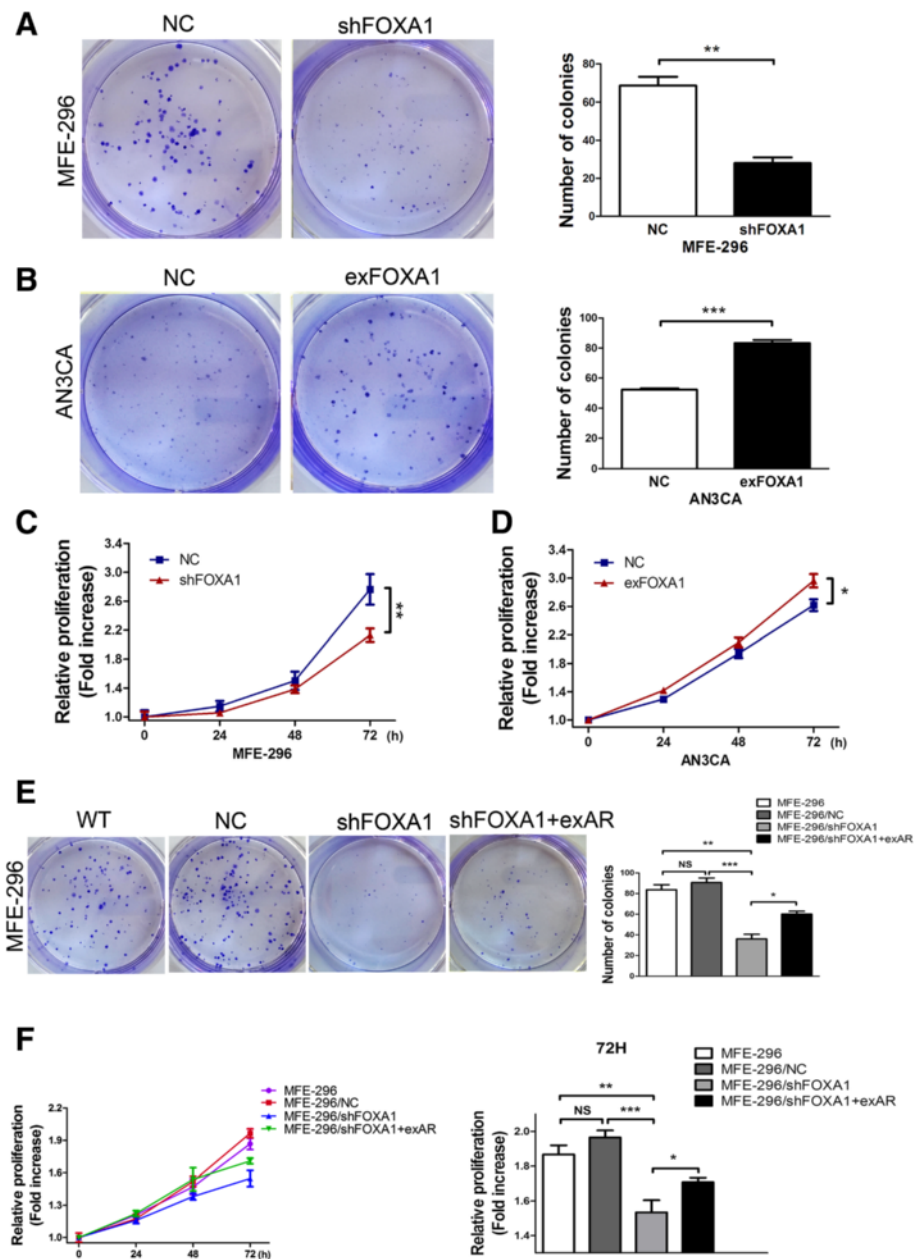 A
NC
shFOXA1
MFE-296
Number of colonies
80
60
40
20
0
**
NC
shFOXA1
MFE-296
B
NC
exFOXA1
AN3CA
Number of colonies
100
80
60
40
20
0
***
NC
exFOXA1
AN3CA
C
Relative proliferation
(Fold increase)
3.4
3.0
2.6
2.2
1.8
1.4
1.0
NC
shFOXA1
**
0 24 48 72 (h)
MFE-296
D
Relative proliferation
(Fold increase)
3.4
3.0
2.6
2.2
1.8
1.4
1.0
NC
exFOXA1
*
0 24 48 72 (h)
AN3CA
E
WT
NC
shFOXA1
shFOXA1+exAR
MFE-296
MFE-296
MFE-296/NC
MFE-296/shFOXA1
MFE-296/shFOXA1+exAR
Number of colonies
100
80
60
40
20
0
**
NS
***
*
F
Relative proliferation
(Fold increase)
2.2
1.9
1.6
1.3
1.0
MFE-296
MFE-296/NC
MFE-296/shFOXA1
MFE-296/shFOXA1+exAR
0 24 48 72 (h)
72H
MFE-296
MFE-296/NC
MFE-296/shFOXA1
MFE-296/shFOXA1+exAR
Relative proliferation
(Fold increase)
2.0
1.8
1.6
1.4
**
NS
***
*